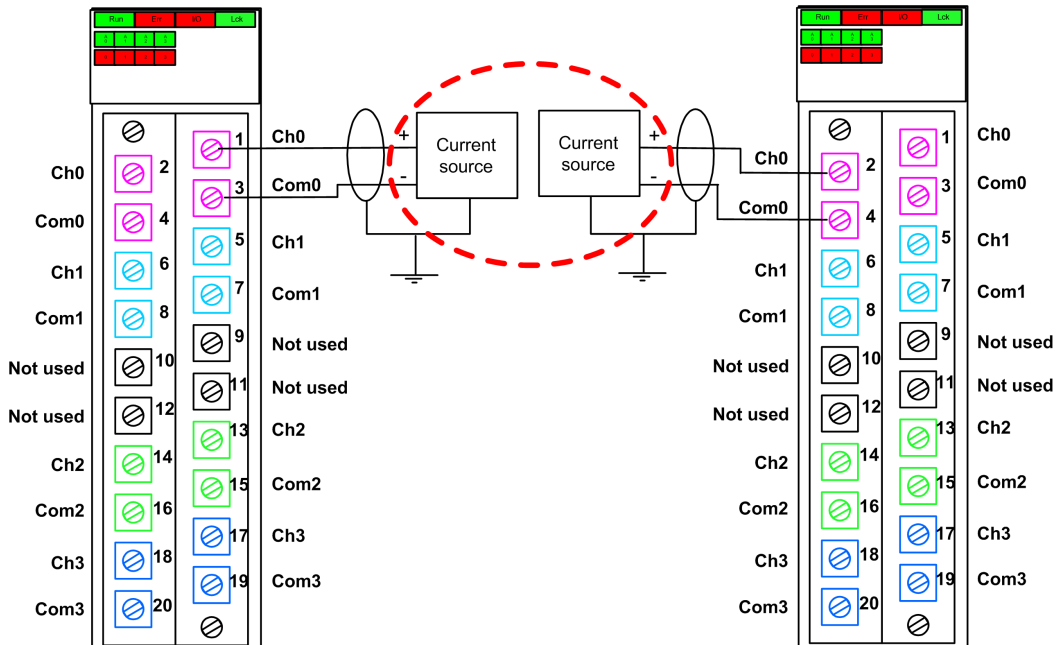 Run Err I/O Lck
Run Err I/O Lck
1 Ch0
Ch0 2
3 Com0
Com0 4
5 Ch1
Ch1 6
7 Com1
Com1 8
9 Not used
Not used 10
11 Not used
Not used 12
13 Ch2
Ch2 14
15 Com2
Com2 16
17 Ch3
Ch3 18
19 Com3
Com3 20
+
-
Current
source
Current
source
+
-
1 Ch0
Ch0 2
3 Com0
Com0 4
5 Ch1
Ch1 6
7 Com1
Com1 8
9 Not used
Not used 10
11 Not used
Not used 12
13 Ch2
Ch2 14
15 Com2
Com2 16
17 Ch3
Ch3 18
19 Com3
Com3 20